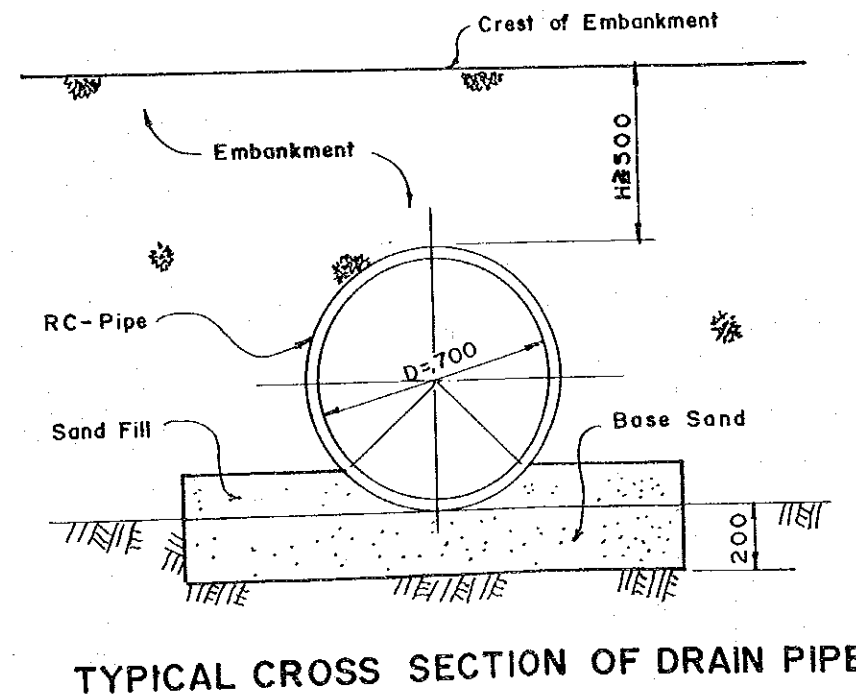 Crest of Embankment
Embankment
H≧500
RC-Pipe
D=700
Sand Fill
Base Sand
200
TYPICAL CROSS SECTION OF DRAIN PIPE